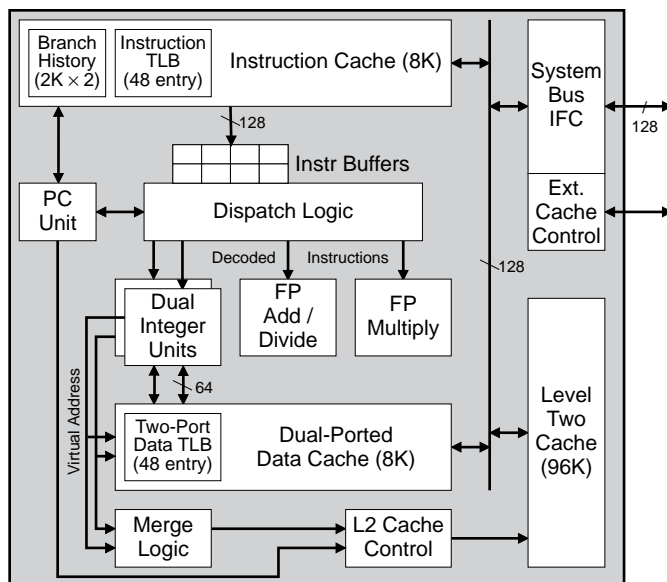 Branch
History
(2K × 2)
Instruction
TLB
(48 entry)
Instruction Cache (8K)
System
Bus
IFC
128
128
Instr Buffers
PC
Unit
Dispatch Logic
Ext.
Cache
Control
Decoded Instructions
128
Dual
Integer
Units
FP
Add /
Divide
FP
Multiply
64
Virtual Address
Two-Port
Data TLB
(48 entry)
Dual-Ported
Data Cache (8K)
Level
Two
Cache
(96K)
Merge
Logic
L2 Cache
Control